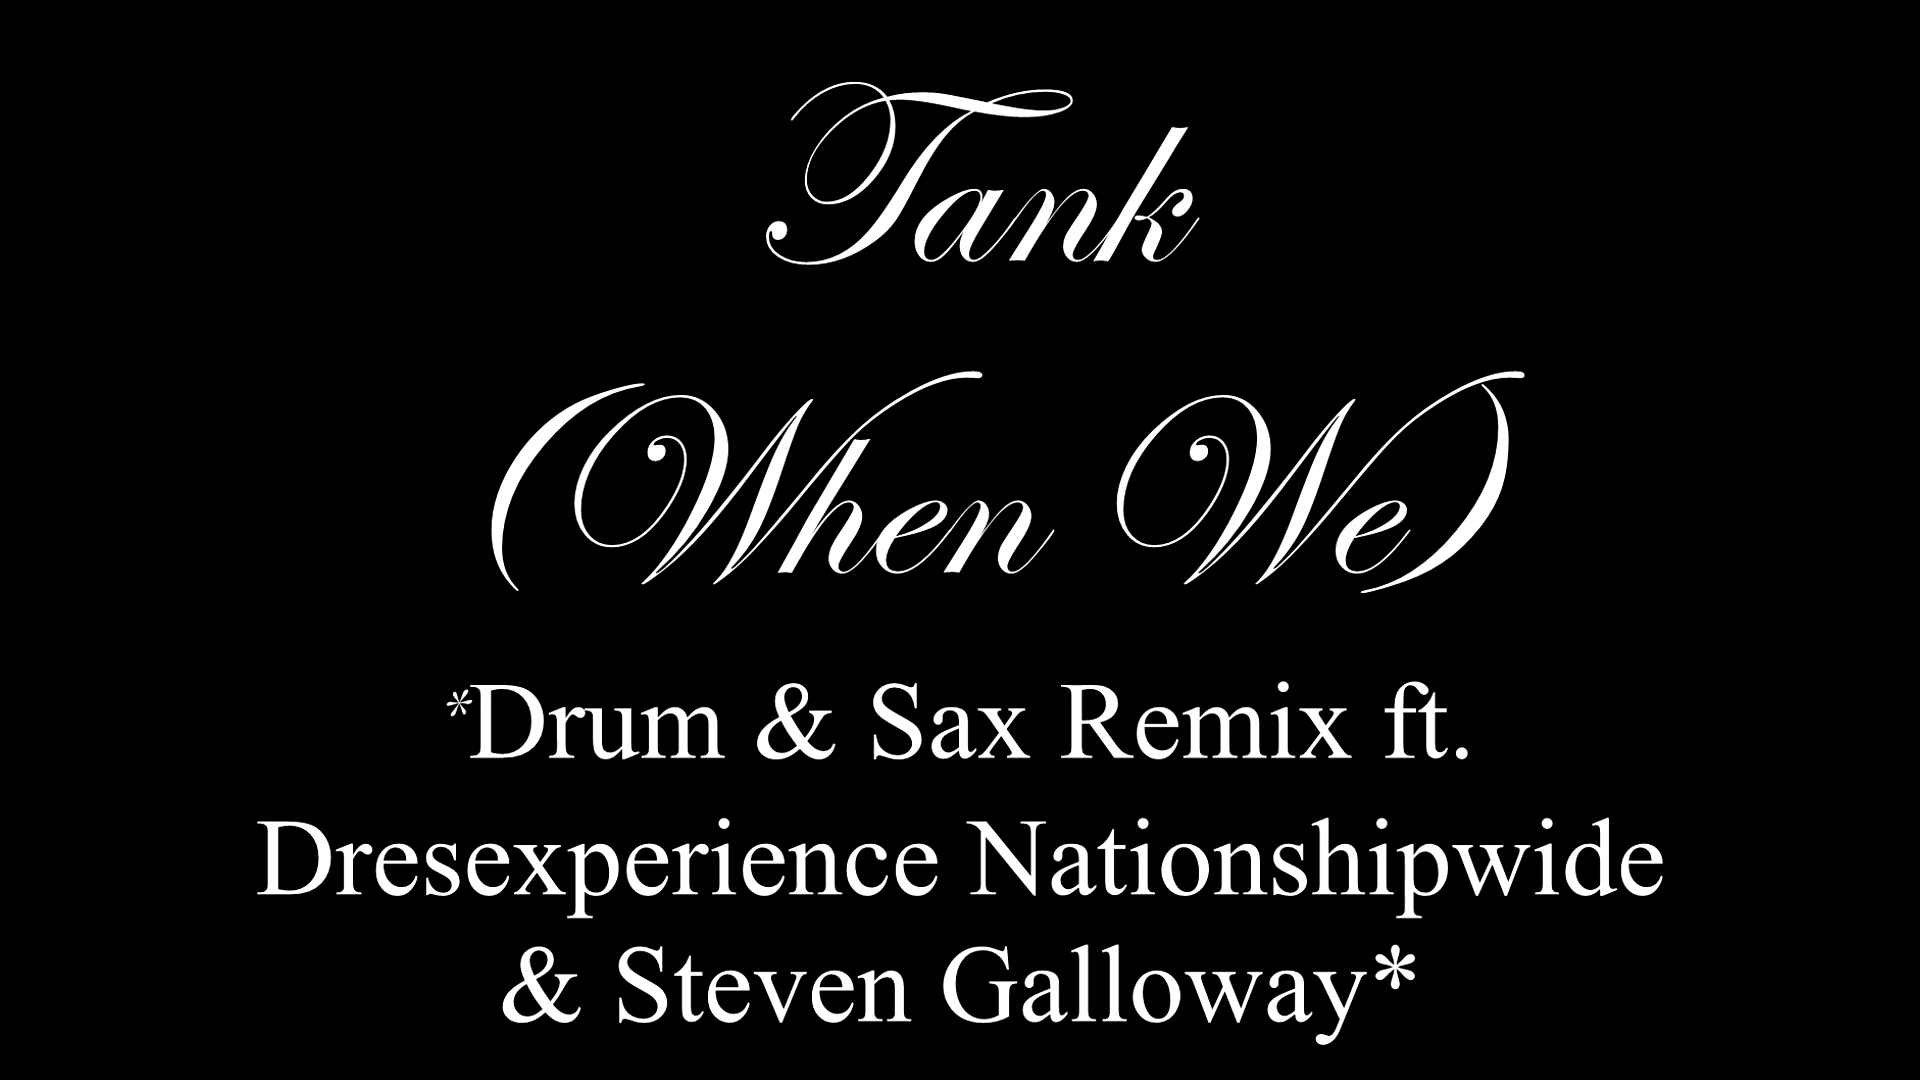 Tank
(When We)
*Drum & Sax Remix ft.
Dresexperience Nationshipwide
& Steven Galloway*